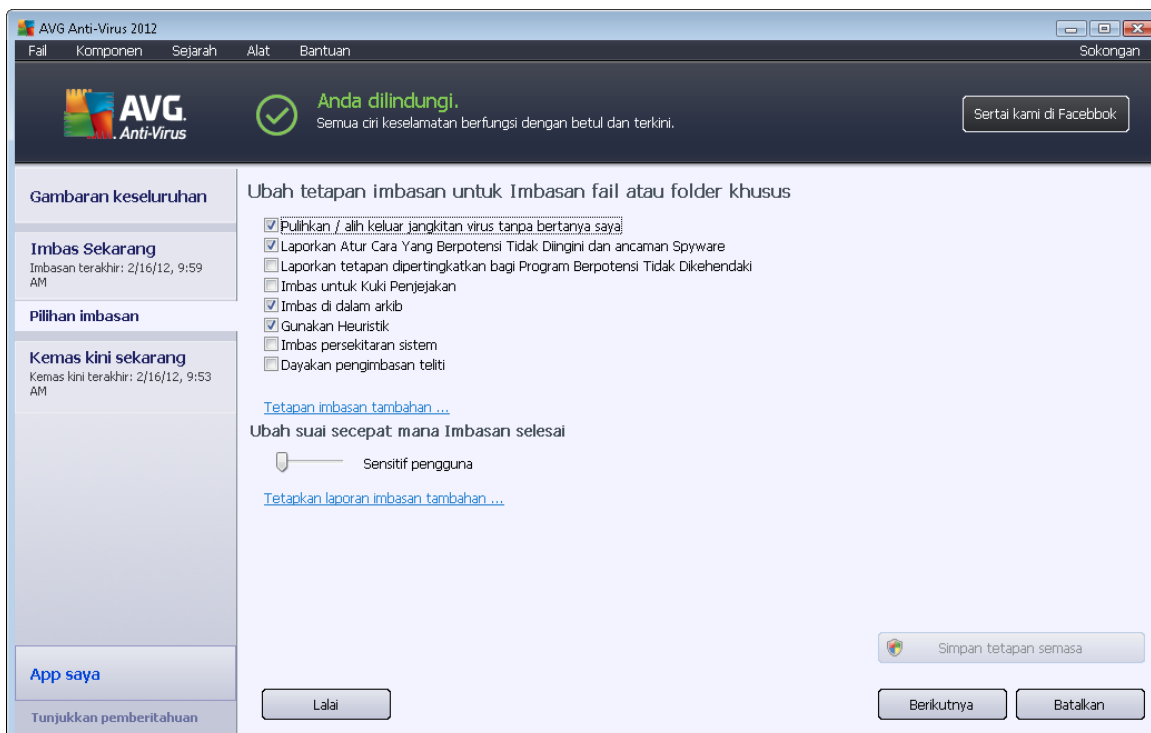 AVG Anti-Virus 2012
Fail Komponen Sejarah Alat Bantuan Sokongan
AVG.
Anti-Virus
Anda dilindungi.
Semua ciri keselamatan berfungsi dengan betul dan terkini.
Sertai kami di Facebbok
Gambaran keseluruhan
Imbas Sekarang
Imbasan terakhir: 2/16/12, 9:59
AM
Pilihan imbasan
Kemas kini sekarang
Kemas kini terakhir: 2/16/12, 9:53
AM
App saya
Tunjukkan pemberitahuan
Ubah tetapan imbasan untuk Imbasan fail atau folder khusus
Pulihkan / alih keluar jangkitan virus tanpa bertanya saya
Laporkan Atur Cara Yang Berpotensi Tidak Diingini dan ancaman Spyware
Laporkan tetapan dipertingkatkan bagi Program Berpotensi Tidak Dikehendaki
Imbas untuk Kuki Penjejakan
Imbas di dalam arkib
Gunakan Heuristik
Imbas persekitaran sistem
Dayakan pengimbasan teliti
Tetapan imbasan tambahan ...
Ubah suai secepat mana Imbasan selesai
Sensitif pengguna
Tetapkan laporan imbasan tambahan ...
Simpan tetapan semasa
Lalai
Berikutnya
Batalkan